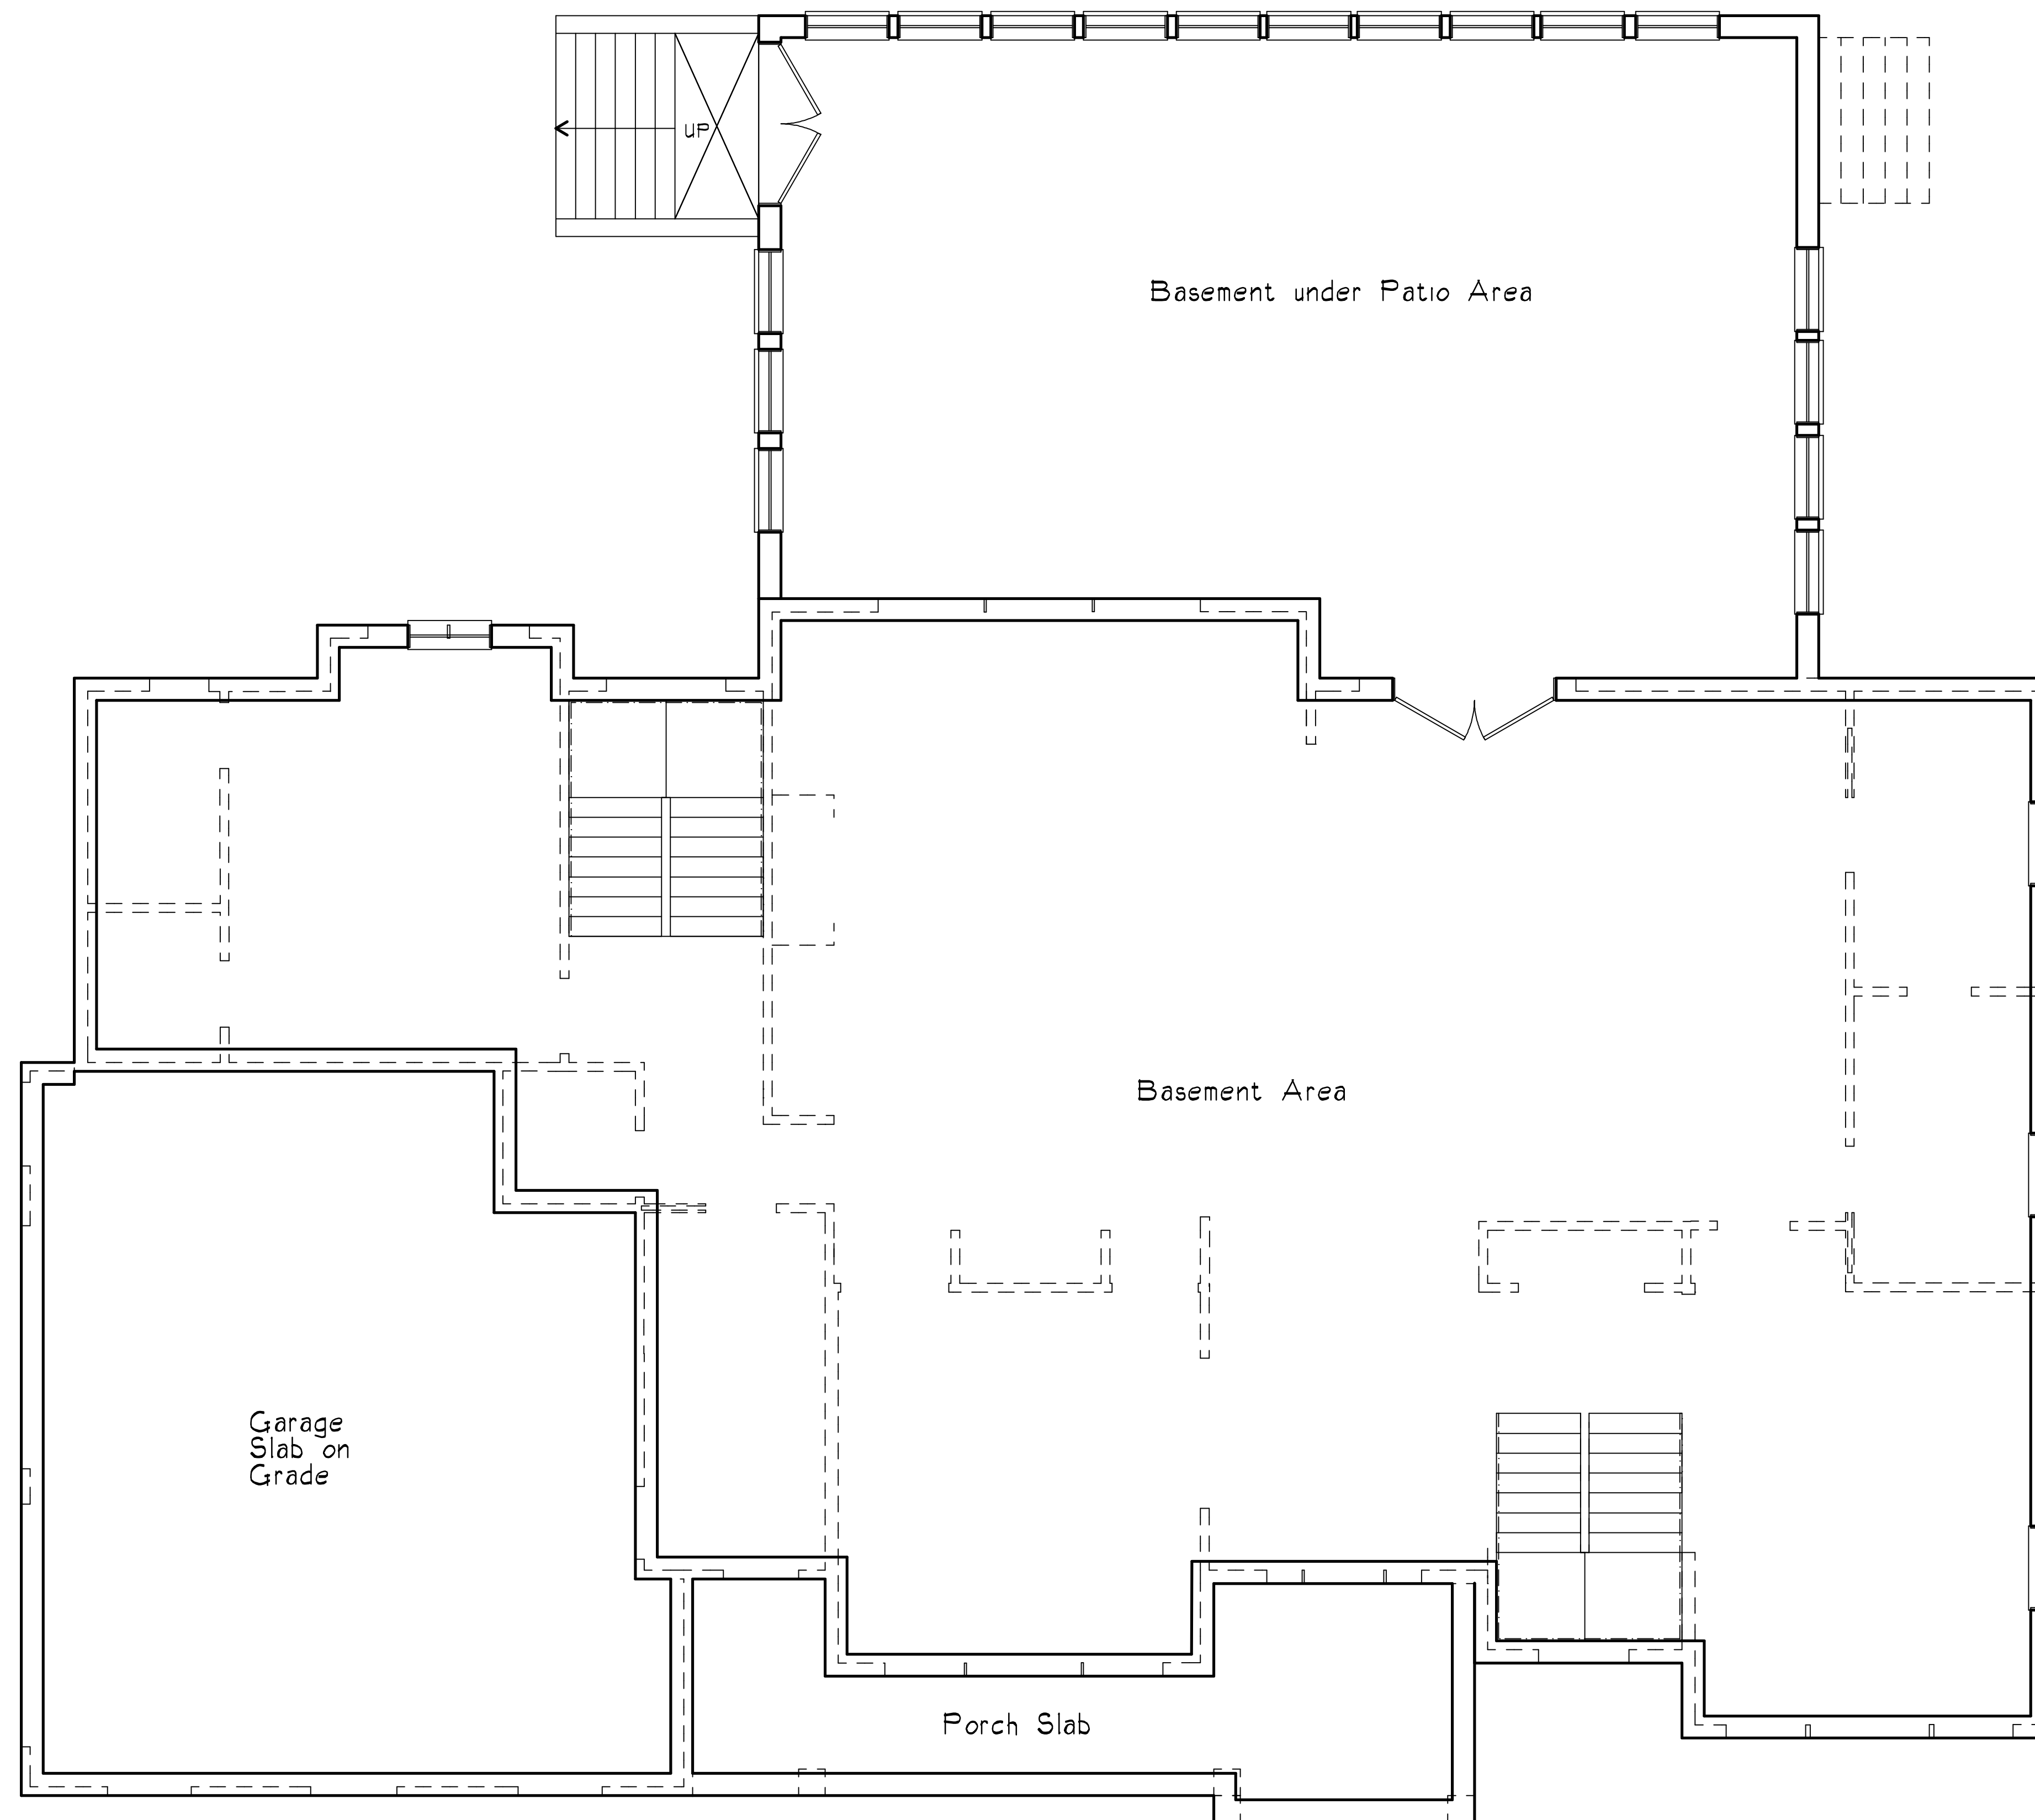 UP
Basement under Patio Area
Basement Area
Garage
Slab on
Grade
Porch Slab